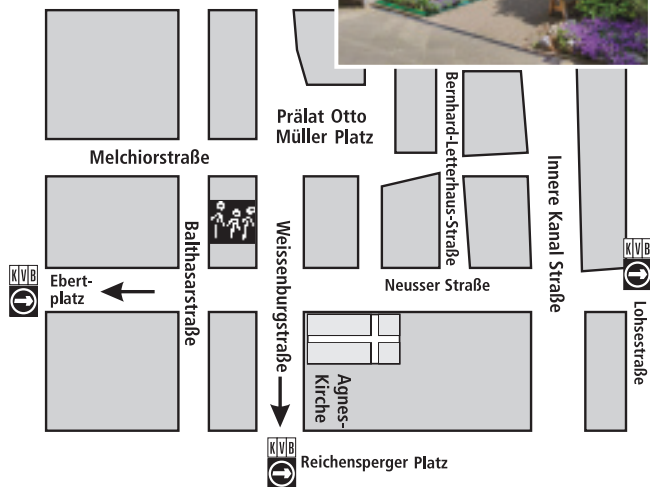 Prälat Otto
Müller Platz
Bernhard-Letterhaus-Straße
Melchiorstraße
Balthasarstraße
Weissenburgstraße
Innere Kanal Straße
KVB
Ebert-
platz
Neusser Straße
KVB
Lohsestraße
Agnes-
Kirche
KVB
Reichensperger Platz